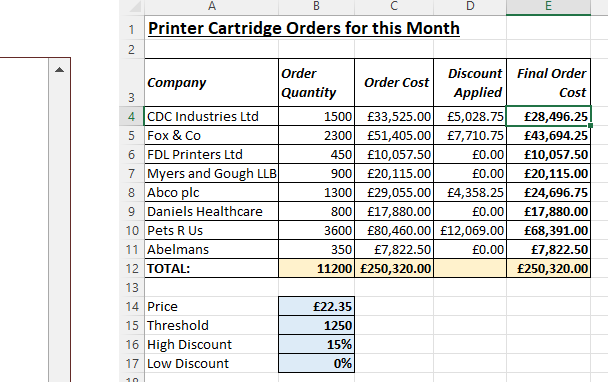 A B C D E
1 Printer Cartridge Orders for this Month
2
3 Company Order Quantity Order Cost Discount Applied Final Order Cost
4 CDC Industries Ltd 1500 £33,525.00 £5,028.75 £28,496.25
5 Fox & Co 2300 £51,405.00 £7,710.75 £43,694.25
6 FDL Printers Ltd 450 £10,057.50 £0.00 £10,057.50
7 Myers and Gough LLB 900 £20,115.00 £0.00 £20,115.00
8 Abco plc 1300 £29,055.00 £4,358.25 £24,696.75
9 Daniels Healthcare 800 £17,880.00 £0.00 £17,880.00
10 Pets R Us 3600 £80,460.00 £12,069.00 £68,391.00
11 Abelmans 350 £7,822.50 £0.00 £7,822.50
12 TOTAL: 11200 £250,320.00 £250,320.00
13
14 Price £22.35
15 Threshold 1250
16 High Discount 15%
17 Low Discount 0%